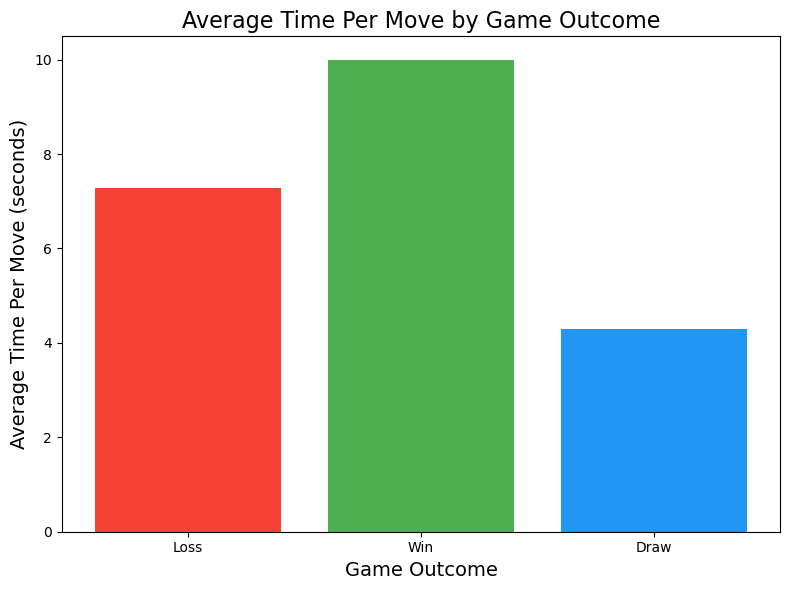 Average Time Per Move by Game Outcome
Average Time Per Move (seconds)
10
8
6
4
2
0
Loss
Win
Draw
Game Outcome